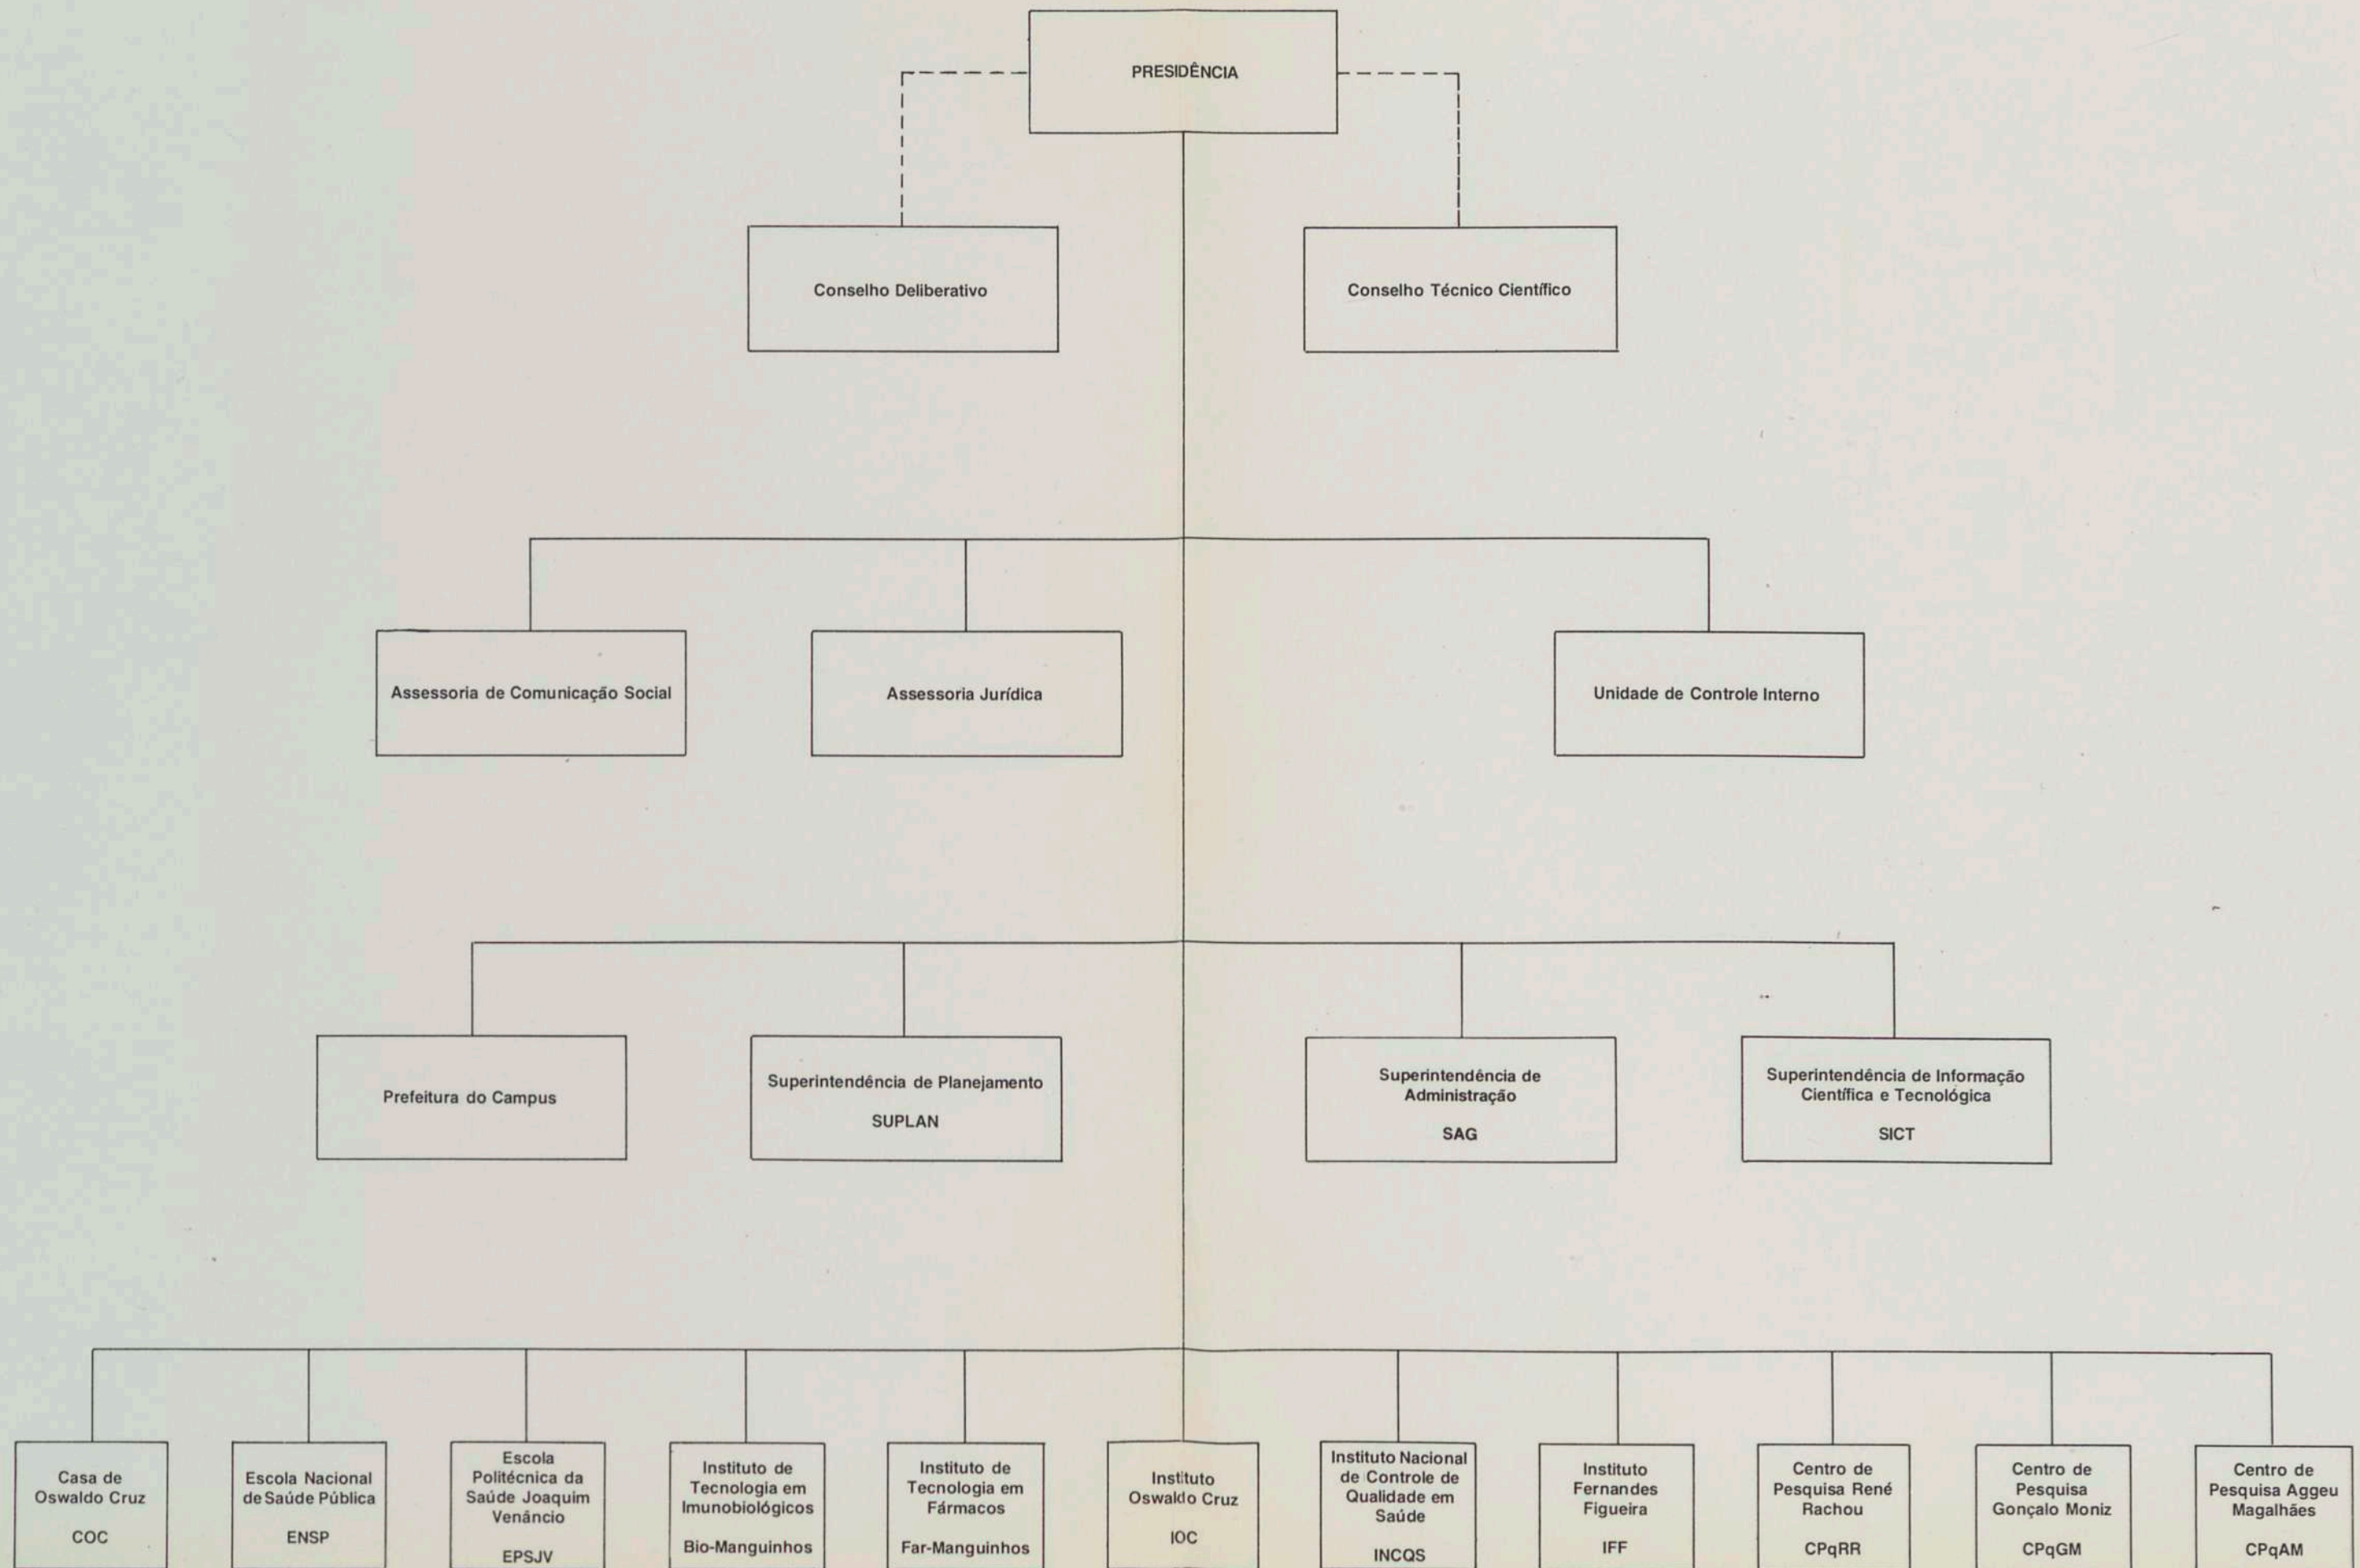 PRESIDÊNCIA
Conselho Deliberativo
Conselho Técnico Científico
Assessoria de Comunicação Social
Assessoria Jurídica
Unidade de Controle Interno
Prefeitura do Campus
Superintendência de Planejamento
SUPLAN
Superintendência de
Administração
SAG
Superintendência de Informação
Científica e Tecnológica
SICT
Casa de
Oswaldo Cruz
COC
Escola Nacional
de Saúde Pública
ENSP
Escola
Politécnica da
Saúde Joaquim
Venâncio
EPSJV
Instituto de
Tecnologia em
Imunobiológicos
Bio-Manguinhos
Instituto de
Tecnologia em
Fármacos
Far-Manguinhos
Instituto
Oswaldo Cruz
IOC
Instituto Nacional
de Controle de
Qualidade em
Saúde
INCQS
Instituto
Fernandes
Figueira
IFF
Centro de
Pesquisa René
Rachou
CPqRR
Centro de
Pesquisa
Gonçalo Moniz
CPqGM
Centro de
Pesquisa Aggeu
Magalhães
CPqAM